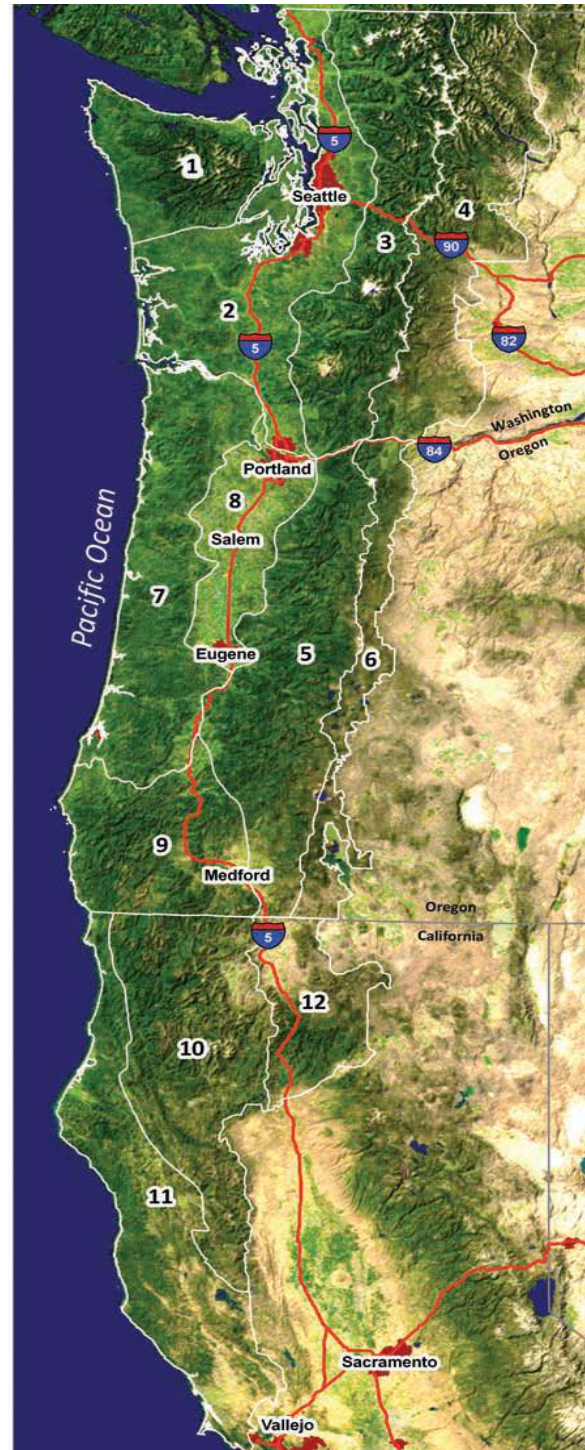 5
1
Seattle
4
3
90
2
5
82
Washington
Oregon
84
Portland
8
Salem
Pacific Ocean
7
Eugene
5
6
9
Medford
Oregon
5
California
12
10
11
Sacramento
Vallejo